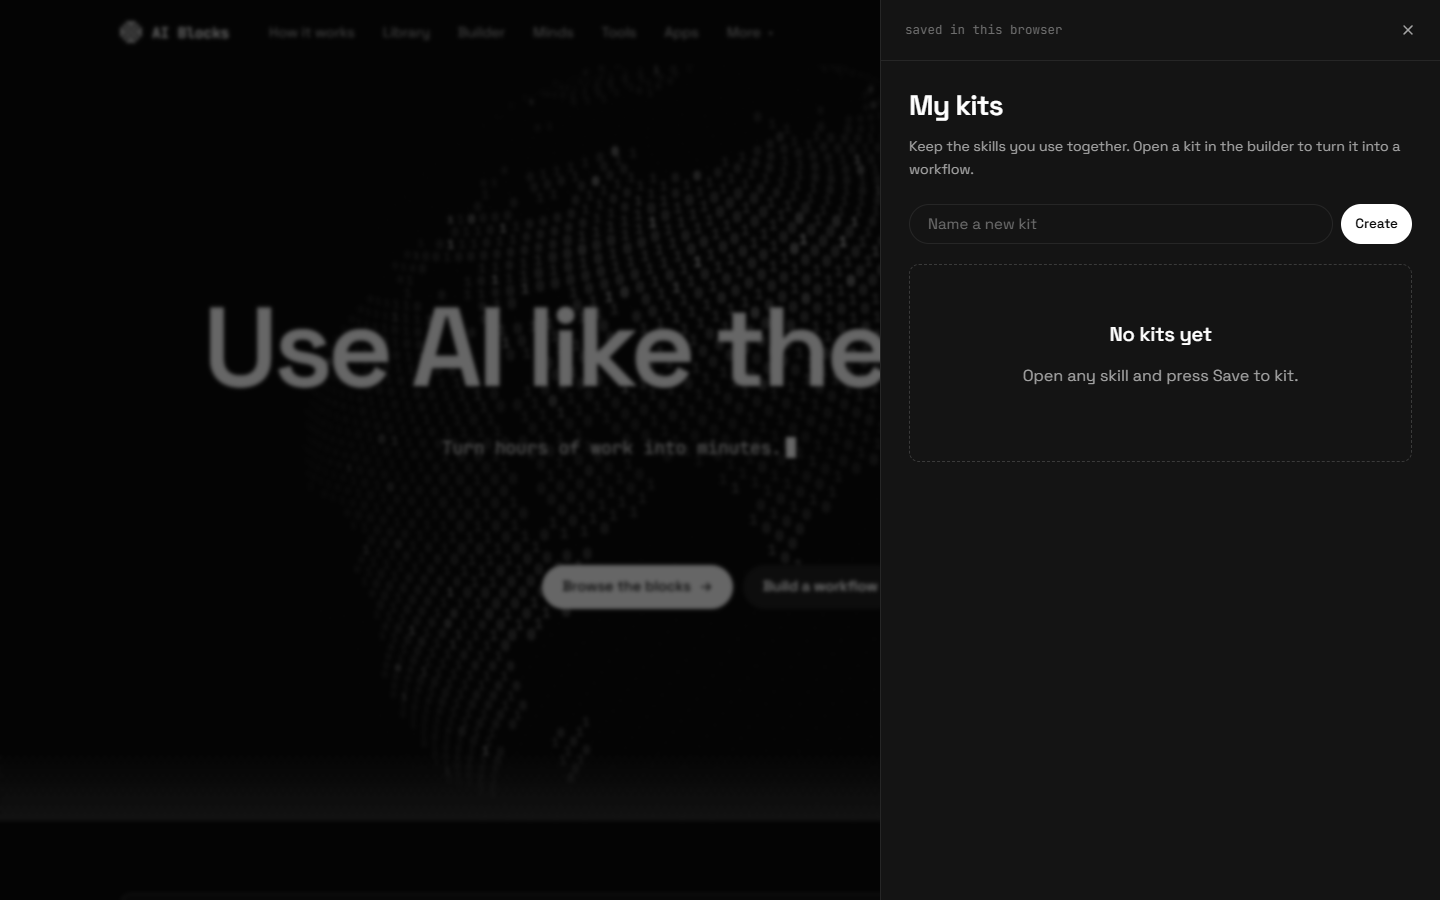 AI Blocks
How it works
Library
Builder
Minds
Tools
Apps
More
Use AI like the
Turn hours of work into minutes.
Browse the blocks →
Build a workflow
saved in this browser
My kits
Keep the skills you use together. Open a kit in the builder to turn it into a
workflow.
Name a new kit
Create
No kits yet
Open any skill and press Save to kit.